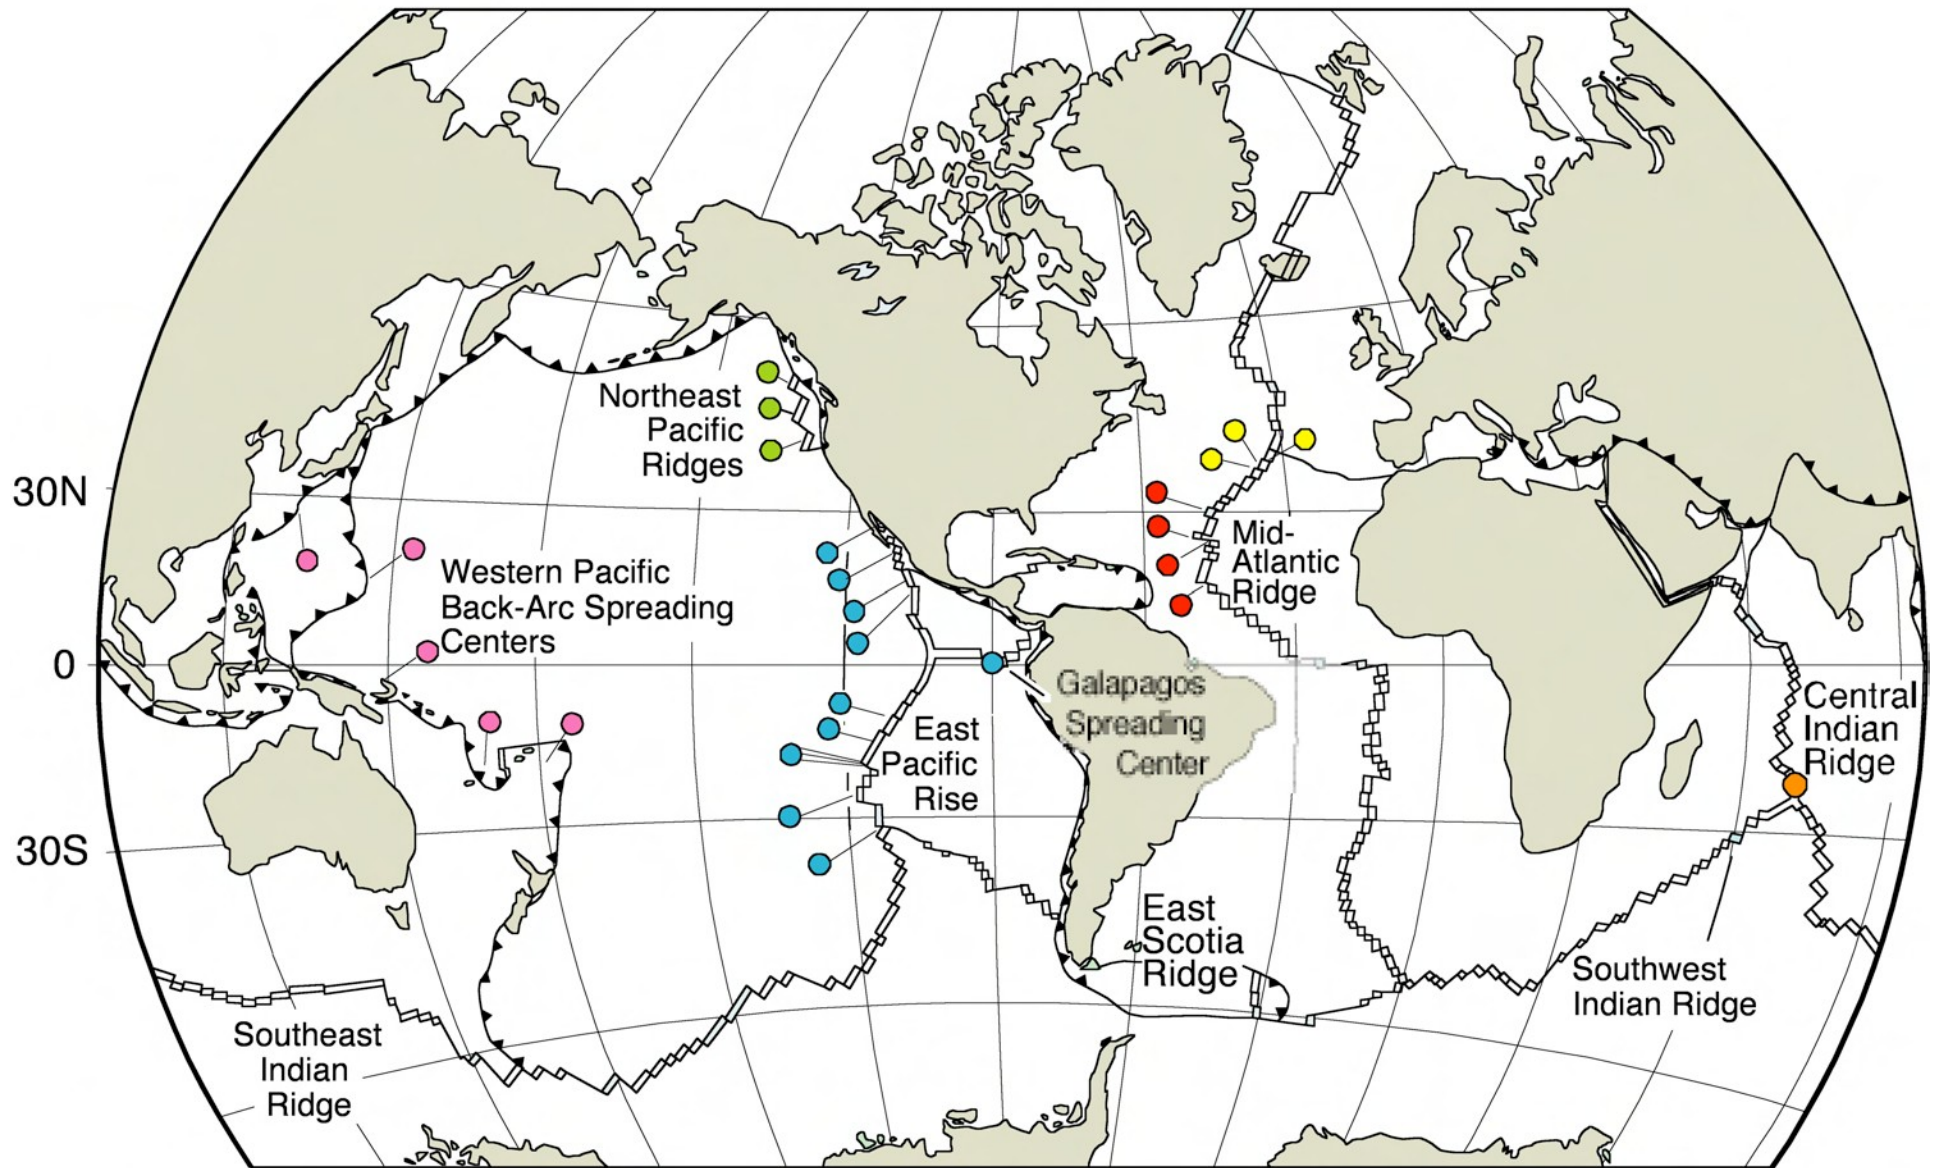 Northeast
Pacific
Ridges
30N
Mid-
Atlantic
Ridge
Western Pacific
Back-Arc Spreading
Centers
0
Galapagos
Spreading
Center
Central
Indian
Ridge
East
Pacific
Rise
30S
East
Scotia
Ridge
Southwest
Indian Ridge
Southeast
Indian
Ridge